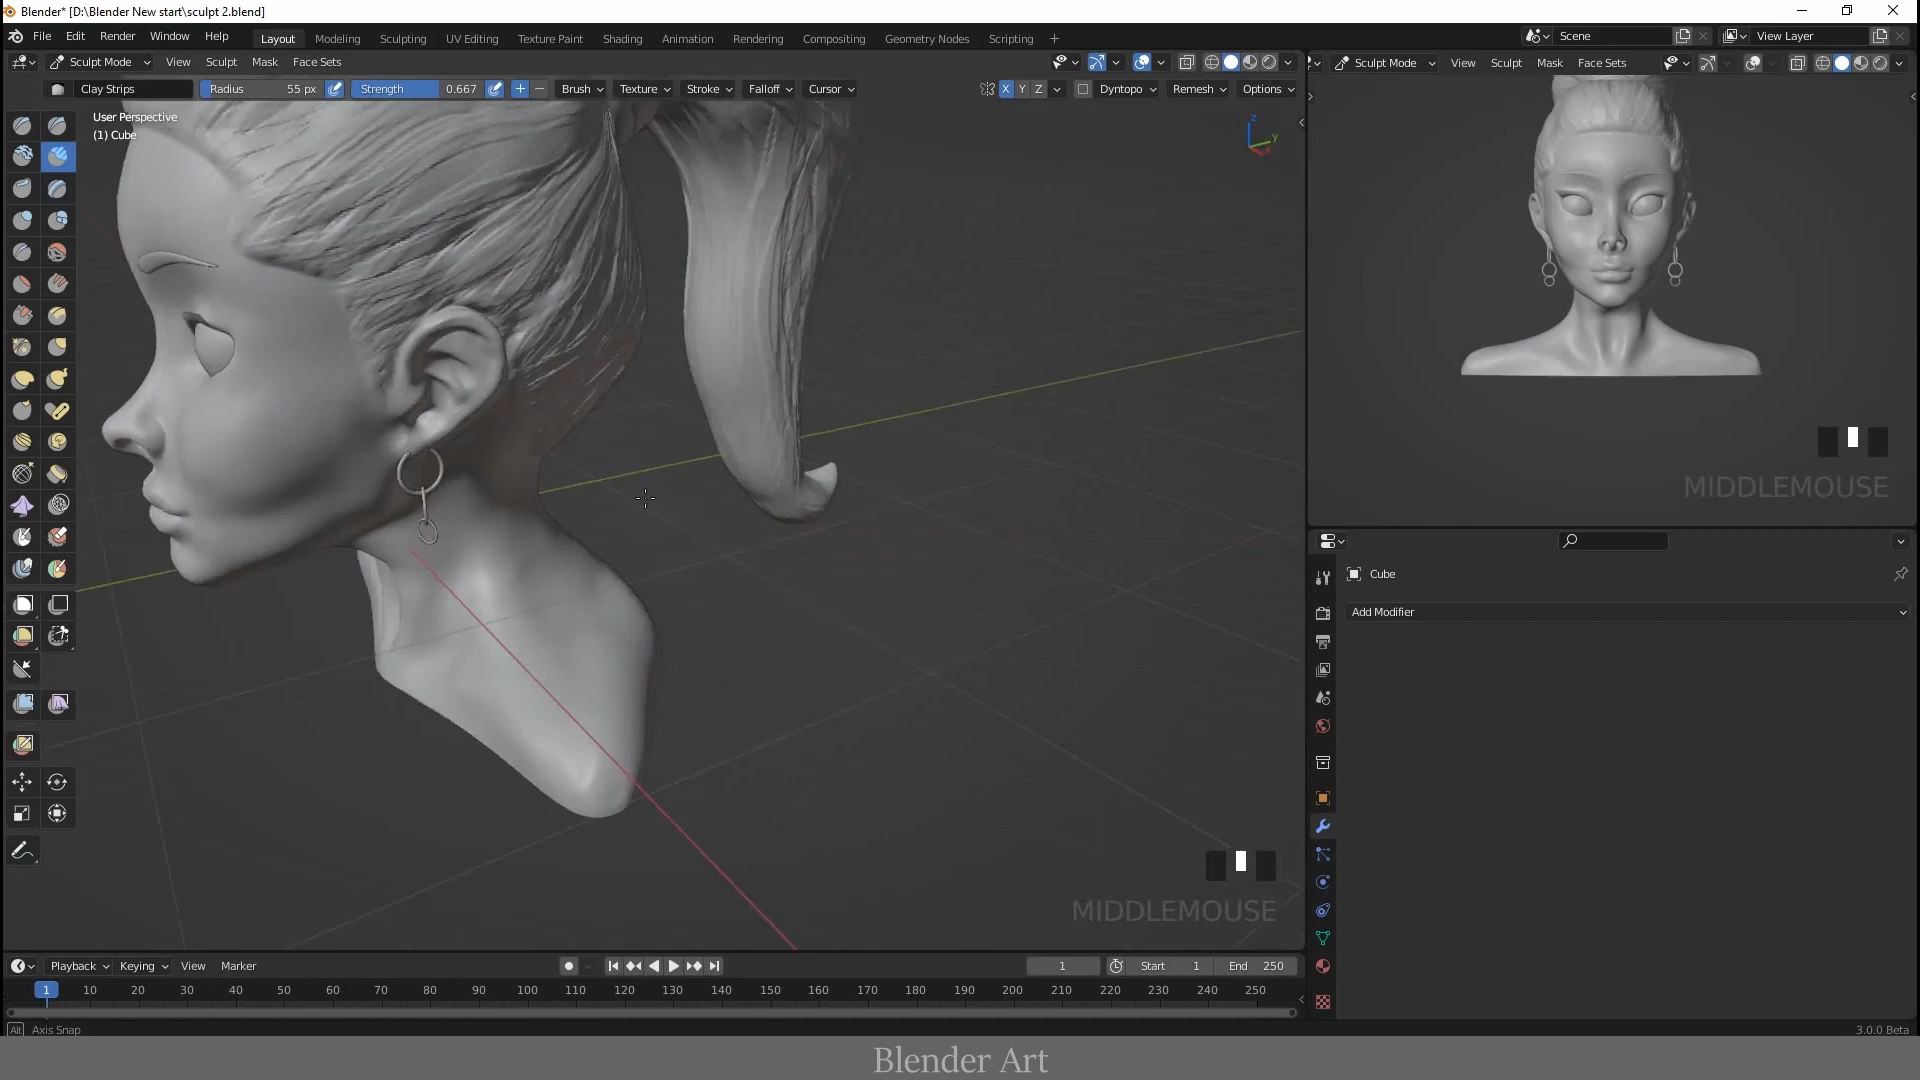 Blender* [D:\Blender New start\sculpt 2.blend]
File Edit Render Window Help Layout Modeling Sculpting UV Editing Texture Paint Shading Animation Rendering Compositing Geometry Nodes Scripting + Scene View Layer
Sculpt Mode View Sculpt Mask Face Sets
Clay Strips Radius 55 px Strength 0.667 Brush Texture Stroke Falloff Cursor X Y Z Dyntopo Remesh Options
User Perspective
(1) Cube
Z
Y
MIDDLEMOUSE
Sculpt Mode View Sculpt Mask Face Sets
MIDDLEMOUSE
Cube
Add Modifier
Playback Keying View Marker 1 Start 1 End 250
1 10 20 30 40 50 60 70 80 90 100 110 120 130 140 150 160 170 180 190 200 210 220 230 240 250
Alt Axis Snap 3.0.0 Beta
Blender Art